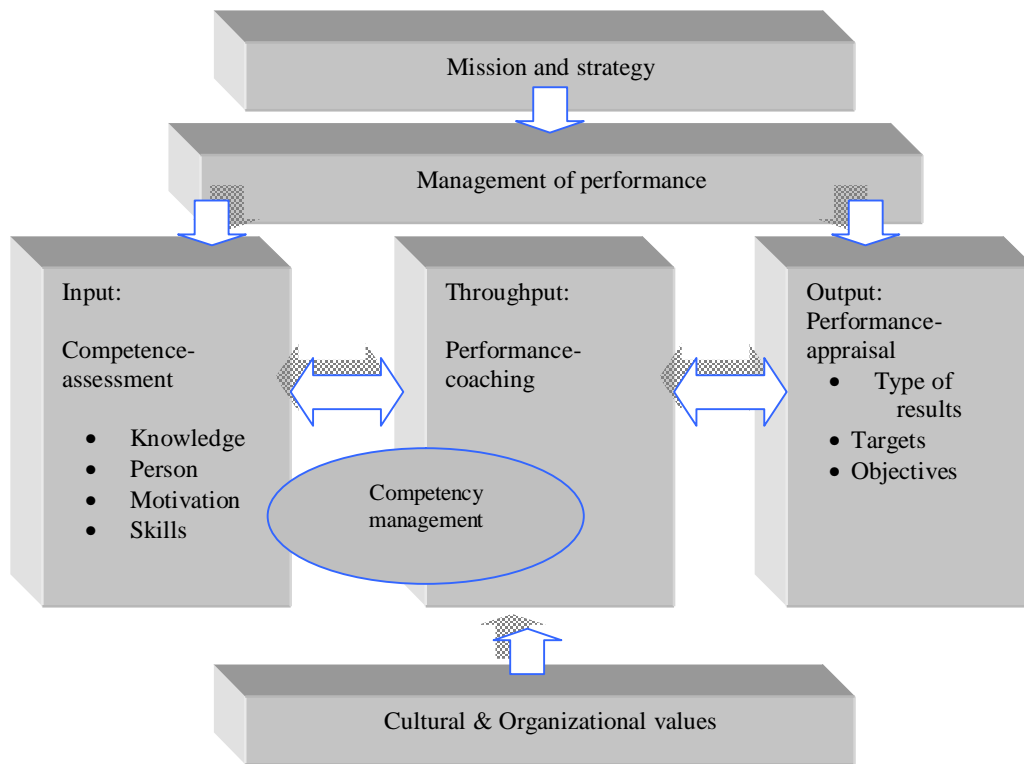 Mission and strategy
Management of performance
Input:
Competence-
assessment
• Knowledge
• Person
• Motivation
• Skills
Throughput:
Performance-
coaching
Competency
management
Output:
Performance-
appraisal
• Type of
results
• Targets
• Objectives
Cultural & Organizational values